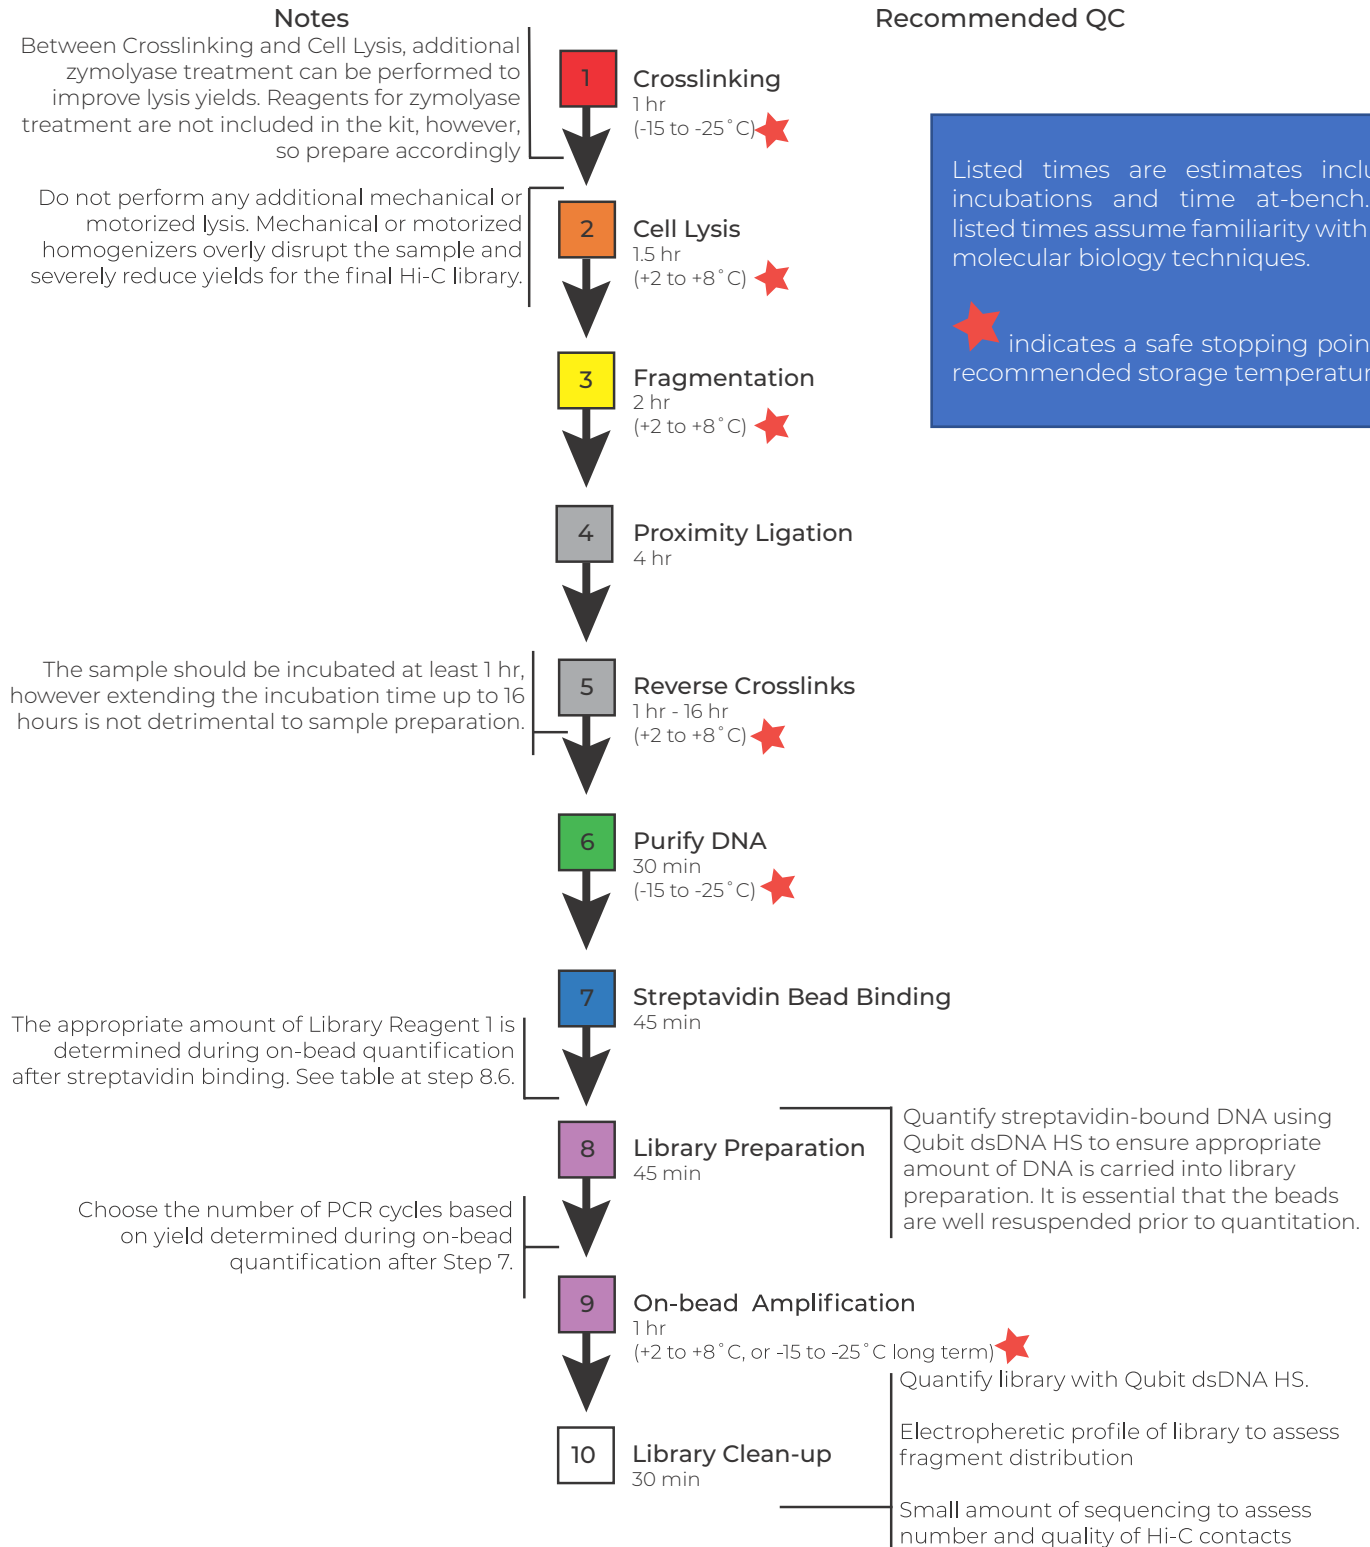 Notes
Recommended QC
Between Crosslinking and Cell Lysis, additional
zymolyase treatment can be performed to
improve lysis yields. Reagents for zymolyase
treatment are not included in the kit, however,
so prepare accordingly
1
Crosslinking
1 hr
(-15 to -25˚C)
Listed times are estimates inclu
incubations and time at-bench.
listed times assume familiarity with
molecular biology techniques.
indicates a safe stopping poin
recommended storage temperatur
Do not perform any additional mechanical or
motorized lysis. Mechanical or motorized
homogenizers overly disrupt the sample and
severely reduce yields for the final Hi-C library.
2
Cell Lysis
1.5 hr
(+2 to +8˚C)
3
Fragmentation
2 hr
(+2 to +8˚C)
4
Proximity Ligation
4 hr
The sample should be incubated at least 1 hr,
however extending the incubation time up to 16
hours is not detrimental to sample preparation.
5
Reverse Crosslinks
1 hr - 16 hr
(+2 to +8˚C)
6
Purify DNA
30 min
(-15 to -25˚C)
7
Streptavidin Bead Binding
45 min
The appropriate amount of Library Reagent 1 is
determined during on-bead quantification
after streptavidin binding. See table at step 8.6.
8
Library Preparation
45 min
Quantify streptavidin-bound DNA using
Qubit dsDNA HS to ensure appropriate
amount of DNA is carried into library
preparation. It is essential that the beads
are well resuspended prior to quantitation.
Choose the number of PCR cycles based
on yield determined during on-bead
quantification after Step 7.
9
On-bead Amplification
1 hr
(+2 to +8˚C, or -15 to -25˚C long term)
Quantify library with Qubit dsDNA HS.
Electropheretic profile of library to assess
fragment distribution
10
Library Clean-up
30 min
Small amount of sequencing to assess
number and quality of Hi-C contacts